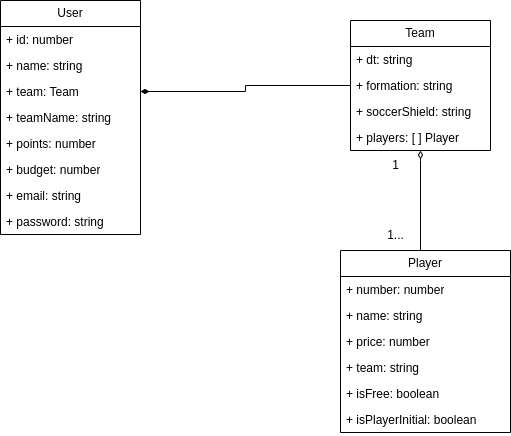 User
+ id: number
+ name: string
+ team: Team
+ teamName: string
+ points: number
+ budget: number
+ email: string
+ password: string
Team
+ dt: string
+ formation: string
+ soccerShield: string
+ players: [ ] Player
1
1...
Player
+ number: number
+ name: string
+ price: number
+ team: string
+ isFree: boolean
+ isPlayerInitial: boolean